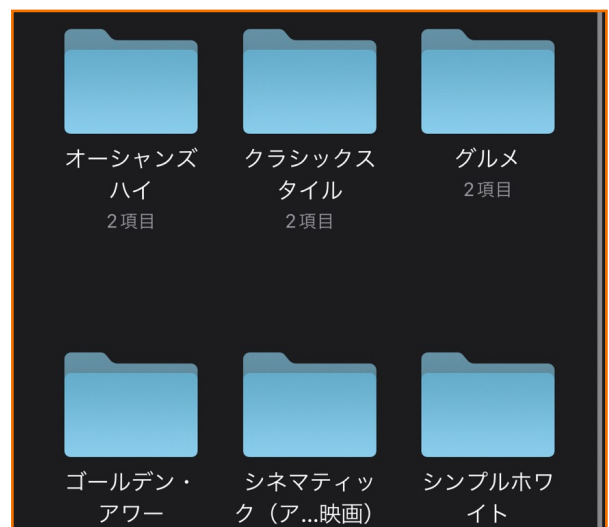 オーシャンズ
ハイ
2項目
クラシックス
タイル
2項目
グルメ
2項目
ゴールデン・
アワー
シネマティッ
ク（ア...映画）
シンプルホワ
イト